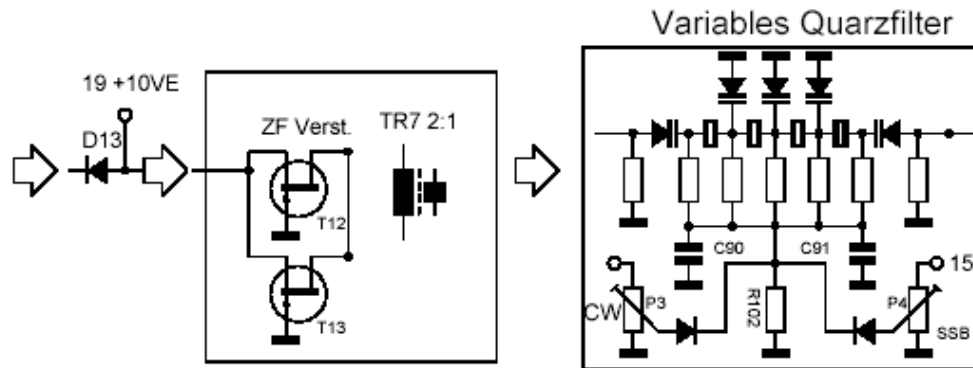 Variables Quarzfilter
19 +10VE
D13
ZF Verst.
TR7 2:1
T12
T13
C90
C91
CW
P3
R102
P4
15
SSB